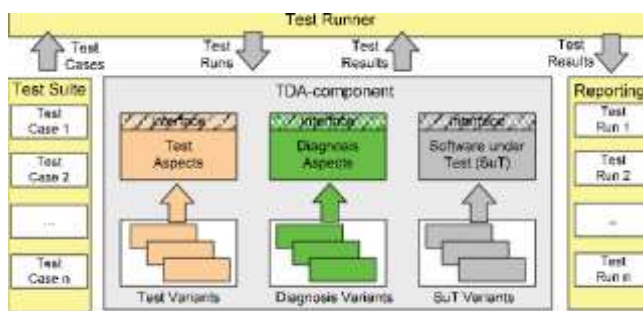 Test Runner
Test
Cases
Test
Runs
Test
Results
Test
Results
Test Suite
Test
Case 1
Test
Case 2
...
Test
Case n
TDA-component
interface
Test
Aspects
interface
Diagnosis
Aspects
interface
Software under
Test (SuT)
Test Variants
Diagnosis Variants
SuT Variants
Reporting
Test
Run 1
Test
Run 2
...
Test
Run n